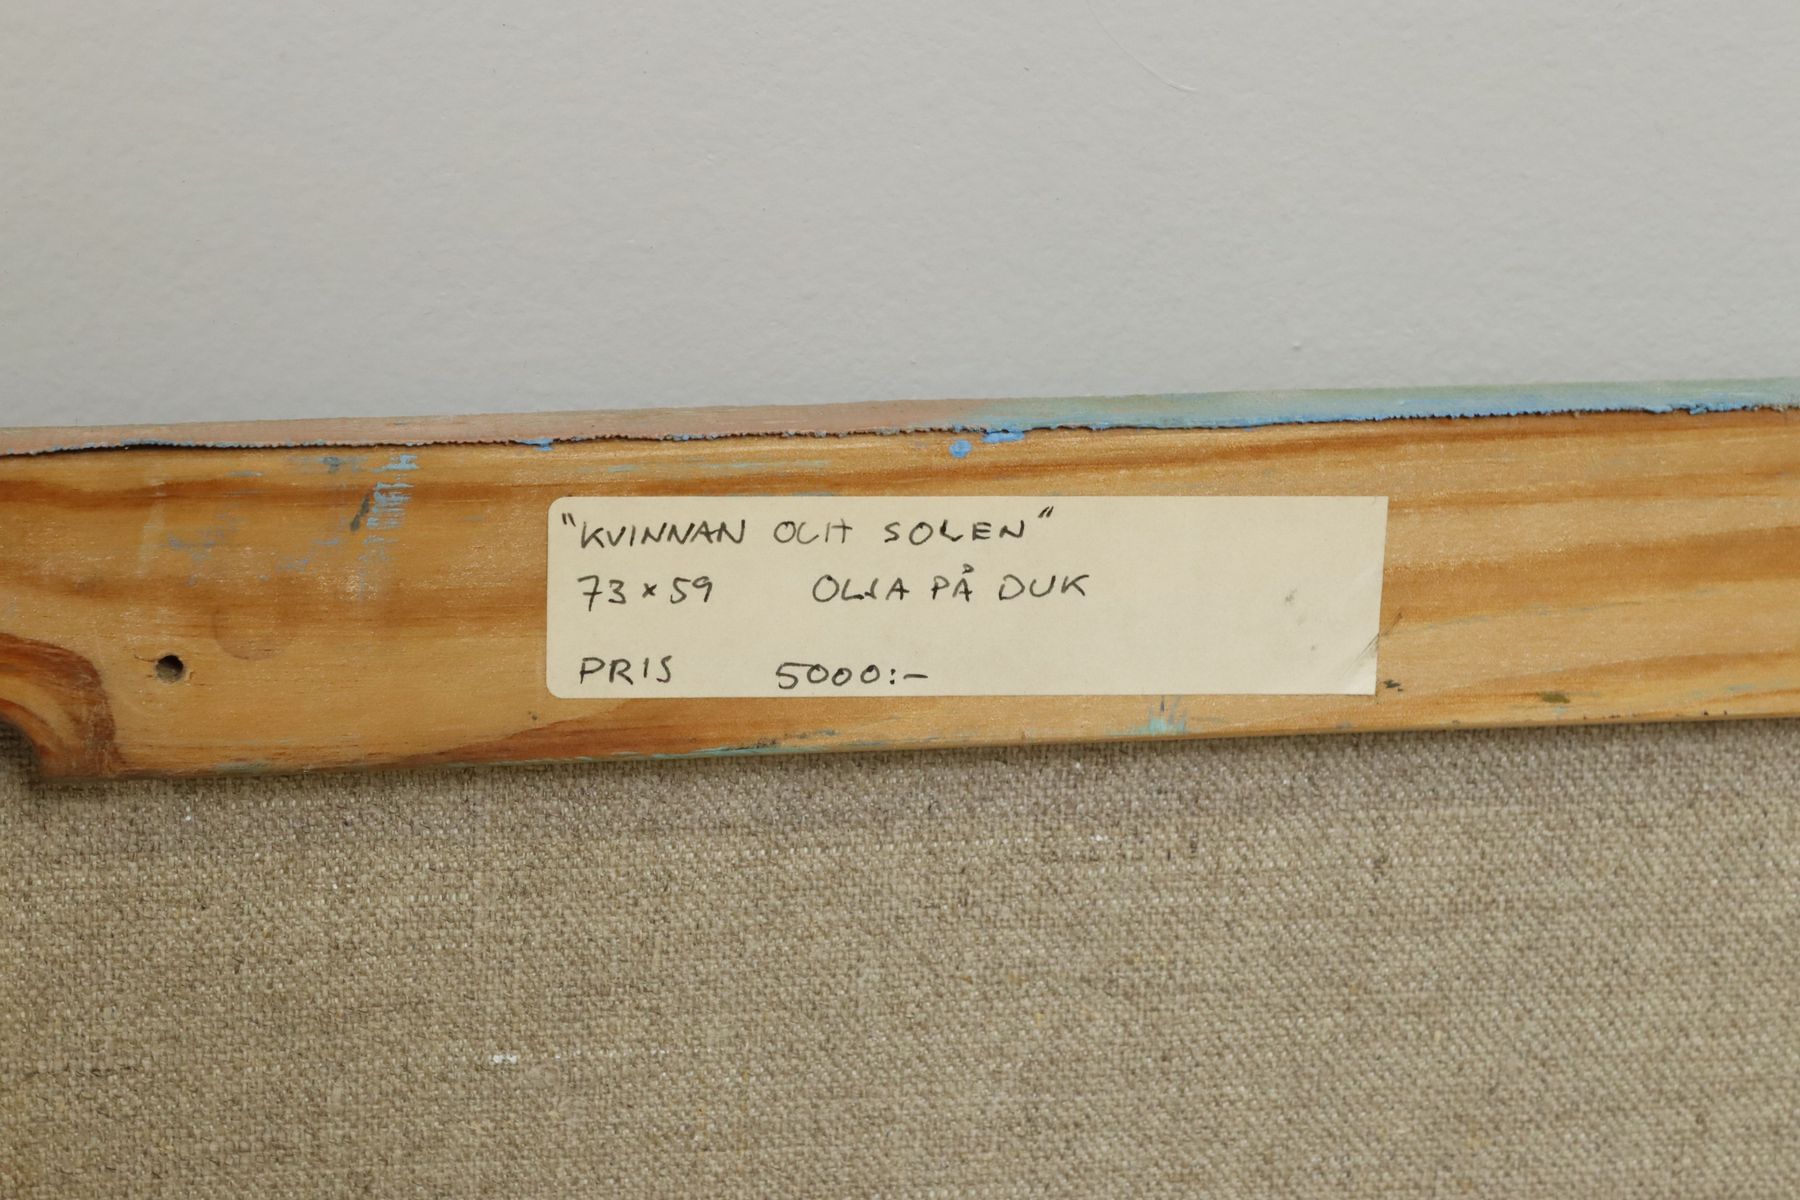 "KVINNAN OCH SOLEN"
73 x 59 OLJA PÅ DUK
PRIS 5000:-